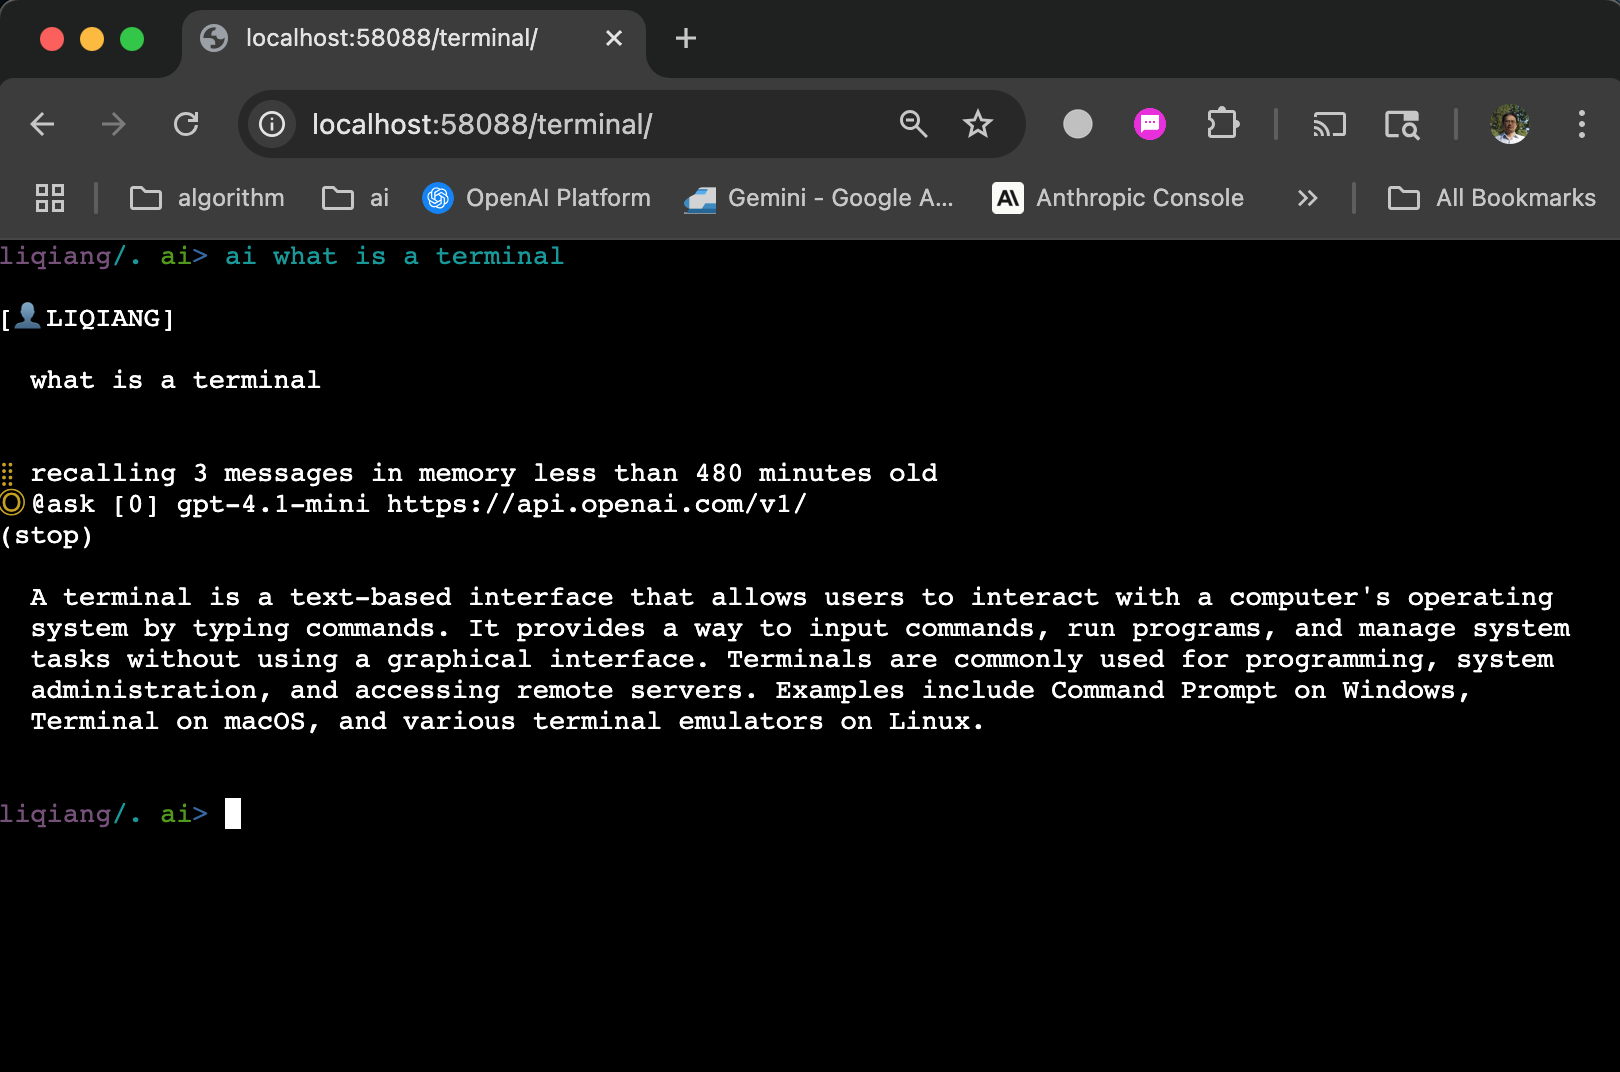 localhost:58088/terminal/
localhost:58088/terminal/
algorithm
ai
OpenAI Platform
Gemini - Google A...
Anthropic Console
All Bookmarks
liqiang/. ai> ai what is a terminal
[👤LIQIANG]
what is a terminal
recalling 3 messages in memory less than 480 minutes old
@ask [0] gpt-4.1-mini https://api.openai.com/v1/
(stop)
A terminal is a text-based interface that allows users to interact with a computer's operating
system by typing commands. It provides a way to input commands, run programs, and manage system
tasks without using a graphical interface. Terminals are commonly used for programming, system
administration, and accessing remote servers. Examples include Command Prompt on Windows,
Terminal on macOS, and various terminal emulators on Linux.
liqiang/. ai>